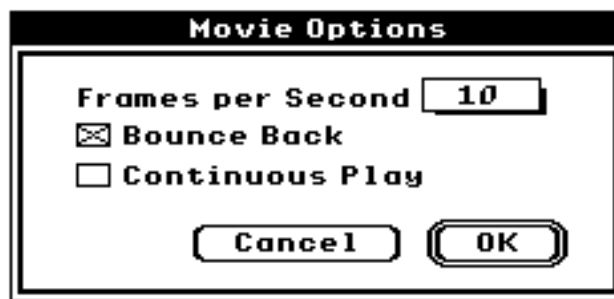 Movie Options
Frames per Second 10
Bounce Back
Continuous Play
Cancel OK